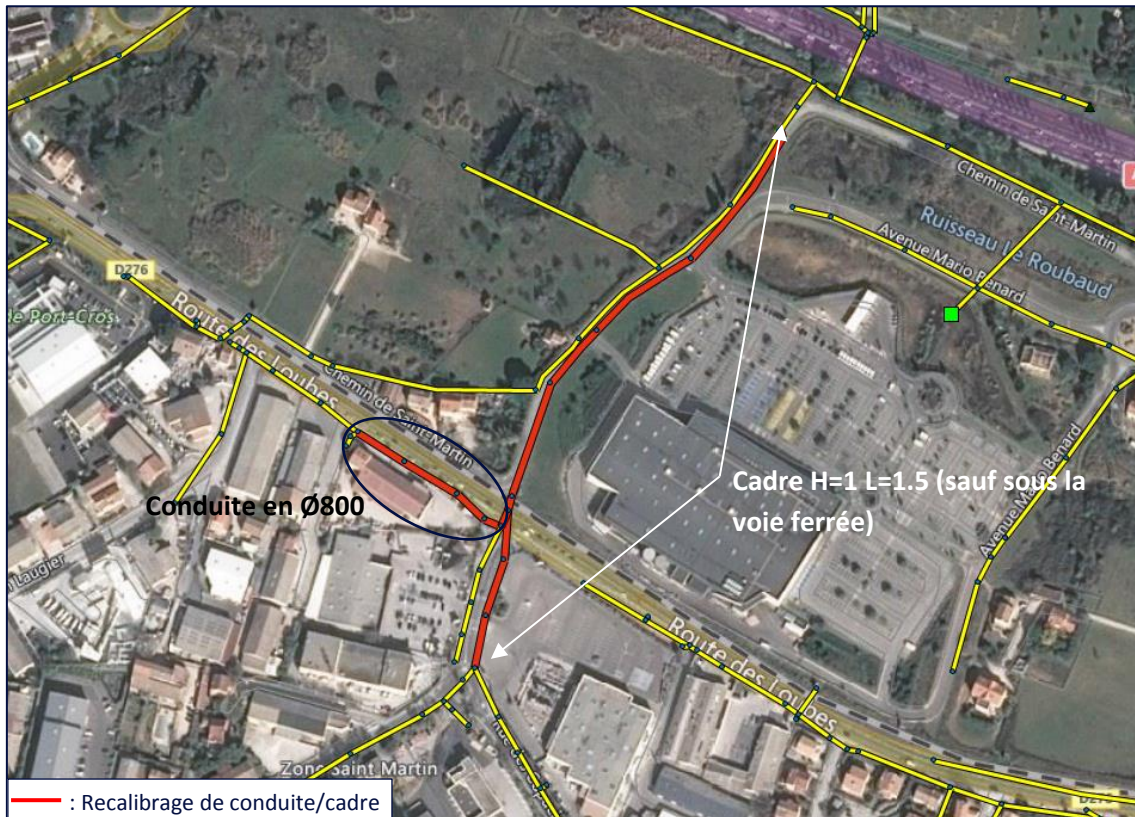 Chemin de Saint-Martin
A
Ruisseau le Roubaud
Avenue Mario Benard
D276
de Port-Cros
Route des Loubes
Chemin de Saint-Martin
Conduite en Ø800
Cadre H=1 L=1.5 (sauf sous la
voie ferrée)
Avenue Mario Benard
Laugier
Route des Loubes
Zone Saint Martin
: Recalibrage de conduite/cadre